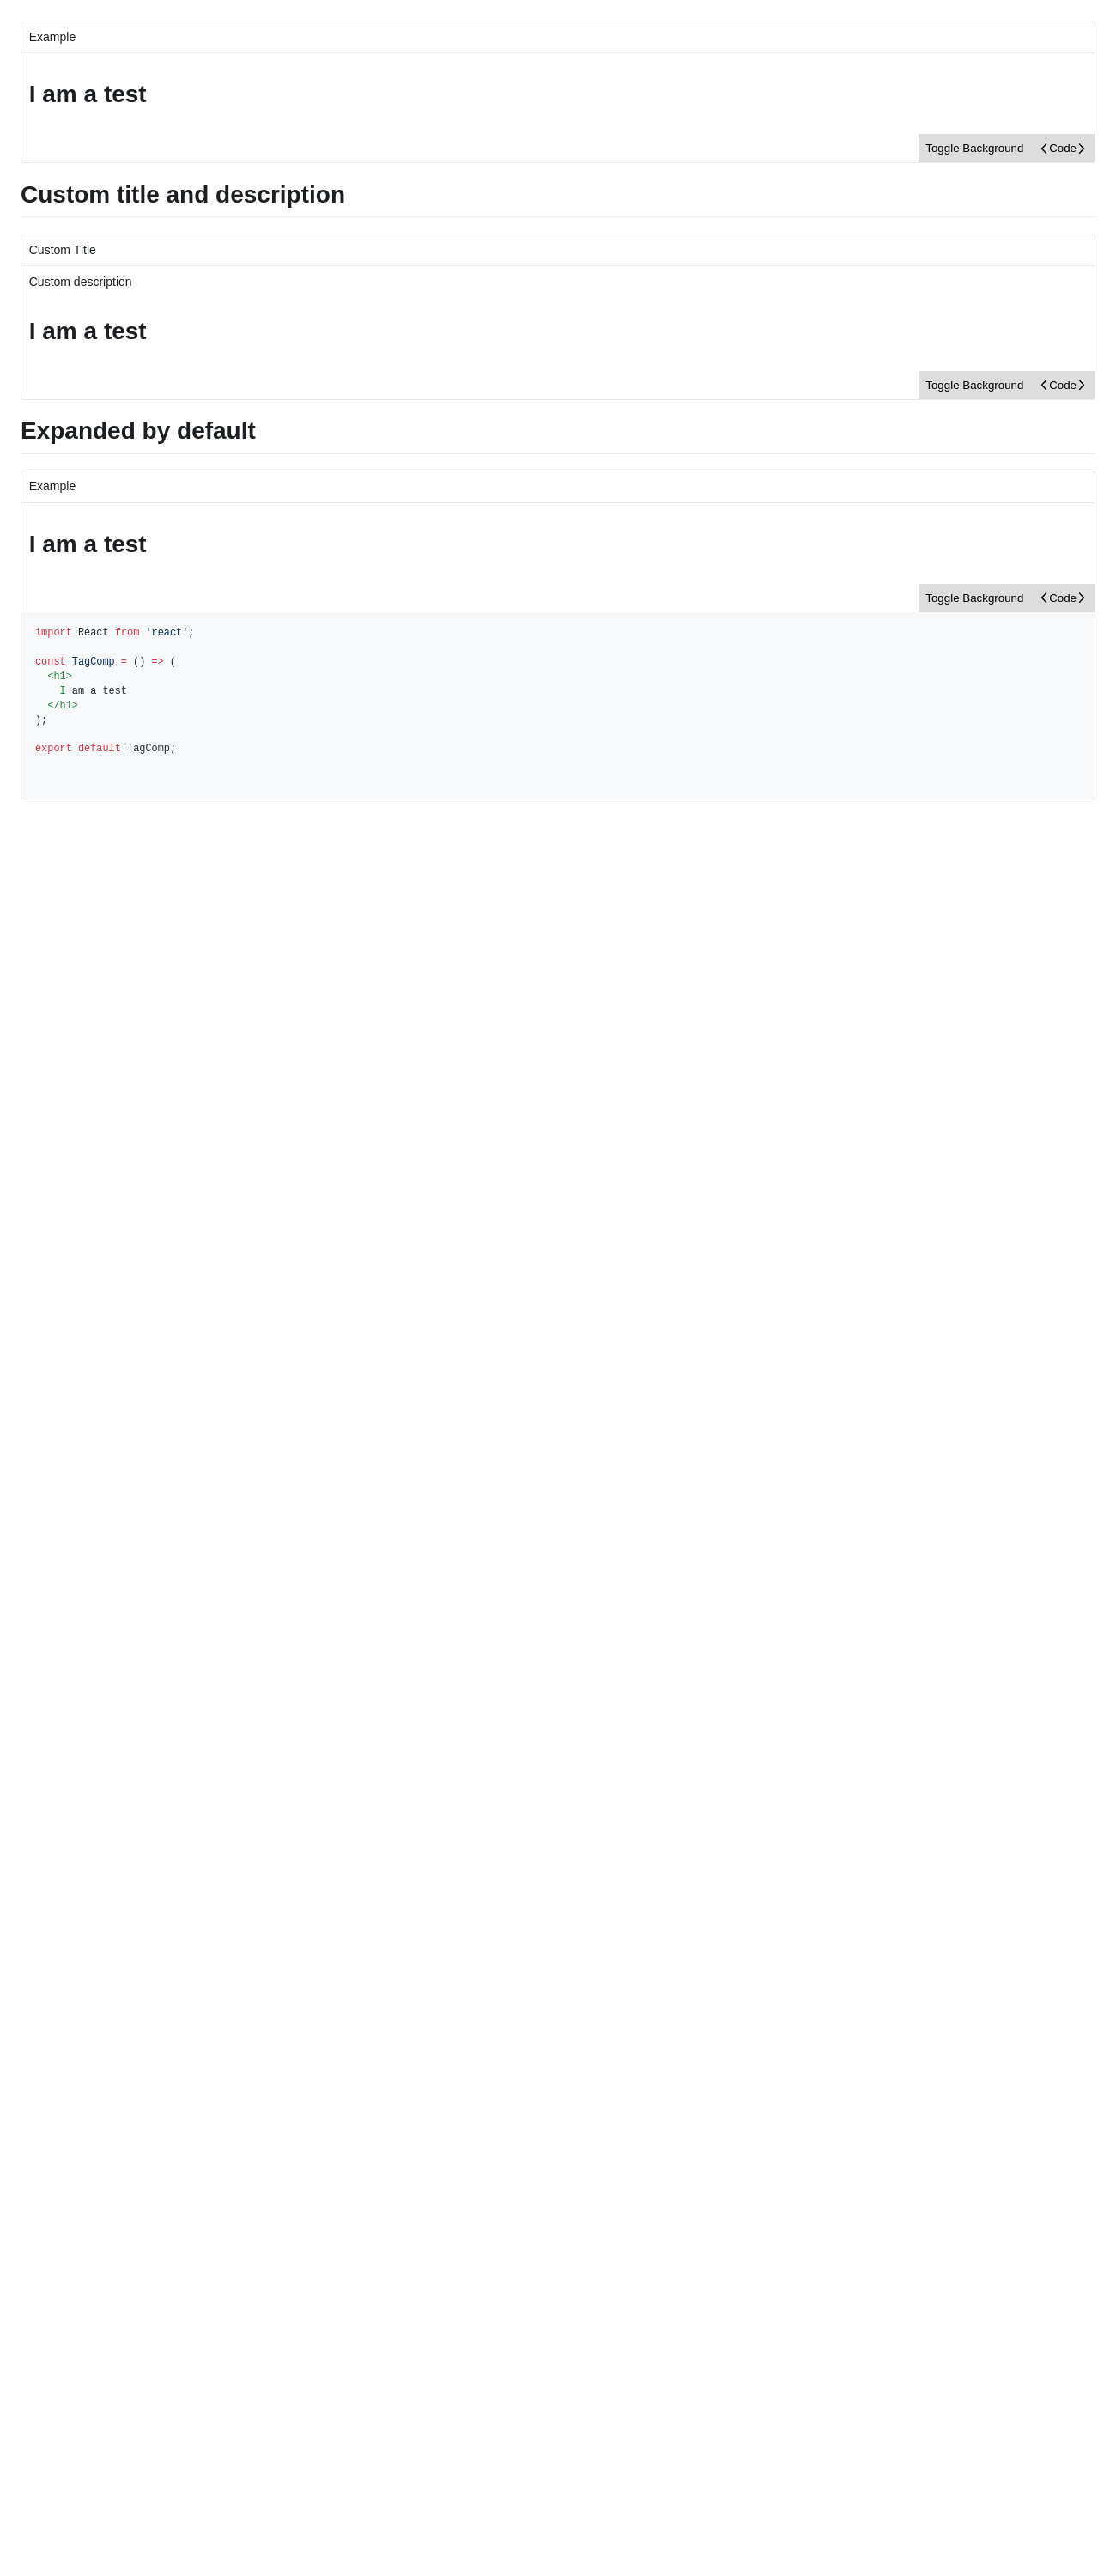 Example
I am a test
Toggle Background
Code
Custom title and description
Custom Title
Custom description
I am a test
Toggle Background
Code
Expanded by default
Example
I am a test
Toggle Background
Code
import React from 'react';
const TagComp = () => (
  <h1>
    I am a test
  </h1>
);
export default TagComp;